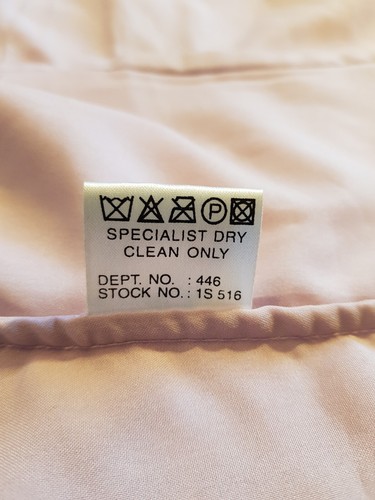 P
SPECIALIST DRY
CLEAN ONLY
DEPT. NO. : 446
STOCK NO. : 1S 516